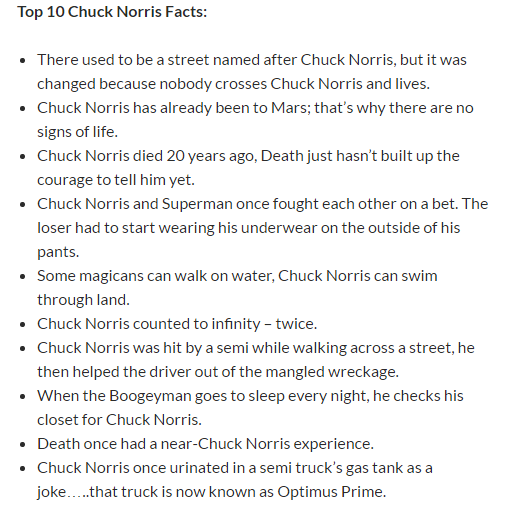 Top 10 Chuck Norris Facts:
There used to be a street named after Chuck Norris, but it was
changed because nobody crosses Chuck Norris and lives.
Chuck Norris has already been to Mars; that’s why there are no
signs of life.
Chuck Norris died 20 years ago, Death just hasn’t built up the
courage to tell him yet.
Chuck Norris and Superman once fought each other on a bet. The
loser had to start wearing his underwear on the outside of his
pants.
Some magicans can walk on water, Chuck Norris can swim
through land.
Chuck Norris counted to infinity – twice.
Chuck Norris was hit by a semi while walking across a street, he
then helped the driver out of the mangled wreckage.
When the Boogeyman goes to sleep every night, he checks his
closet for Chuck Norris.
Death once had a near-Chuck Norris experience.
Chuck Norris once urinated in a semi truck’s gas tank as a
joke…..that truck is now known as Optimus Prime.